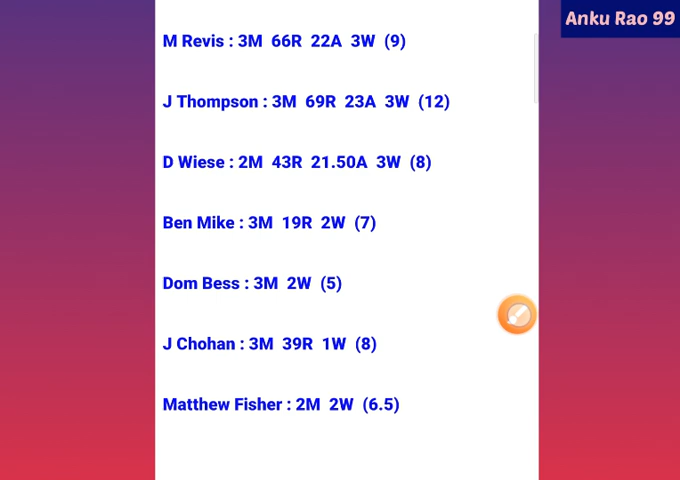 Anku Rao 99
M Revis : 3M 66R 22A 3W (9)
J Thompson : 3M 69R 23A 3W (12)
D Wiese : 2M 43R 21.50A 3W (8)
Ben Mike : 3M 19R 2W (7)
Dom Bess : 3M 2W (5)
J Chohan : 3M 39R 1W (8)
Matthew Fisher : 2M 2W (6.5)